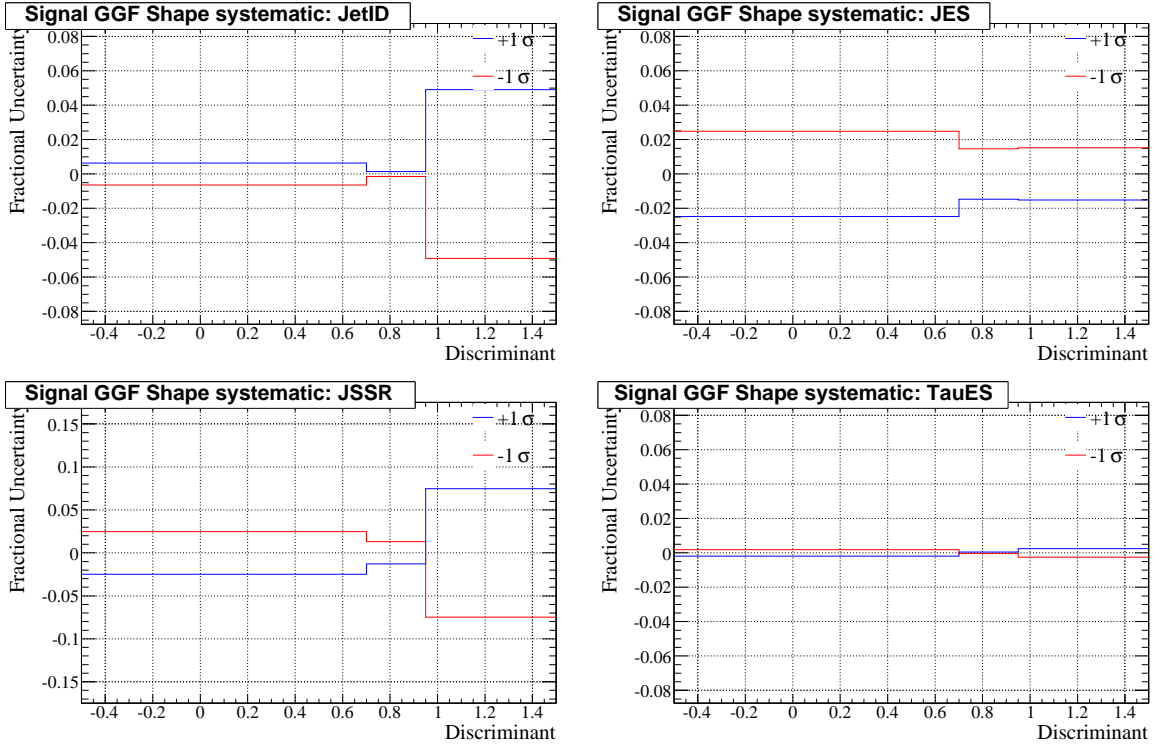 Signal GGF Shape systematic: JetID
+1 σ
-1 σ
Fractional Uncertainty
0.08
0.06
0.04
0.02
0
-0.02
-0.04
-0.06
-0.08
-0.4 -0.2 0 0.2 0.4 0.6 0.8 1 1.2 1.4
Discriminant
Signal GGF Shape systematic: JES
+1 σ
-1 σ
Fractional Uncertainty
0.08
0.06
0.04
0.02
0
-0.02
-0.04
-0.06
-0.08
-0.4 -0.2 0 0.2 0.4 0.6 0.8 1 1.2 1.4
Discriminant
Signal GGF Shape systematic: JSSR
+1 σ
-1 σ
Fractional Uncertainty
0.15
0.1
0.05
0
-0.05
-0.1
-0.15
-0.4 -0.2 0 0.2 0.4 0.6 0.8 1 1.2 1.4
Discriminant
Signal GGF Shape systematic: TauES
+1 σ
-1 σ
Fractional Uncertainty
0.08
0.06
0.04
0.02
0
-0.02
-0.04
-0.06
-0.08
-0.4 -0.2 0 0.2 0.4 0.6 0.8 1 1.2 1.4
Discriminant